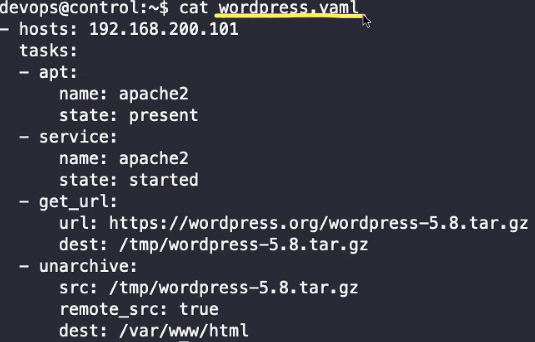 devops@control:~$ cat wordpress.yaml
- hosts: 192.168.200.101
  tasks:
  - apt:
      name: apache2
      state: present
  - service:
      name: apache2
      state: started
  - get_url:
      url: https://wordpress.org/wordpress-5.8.tar.gz
      dest: /tmp/wordpress-5.8.tar.gz
  - unarchive:
      src: /tmp/wordpress-5.8.tar.gz
      remote_src: true
      dest: /var/www/html